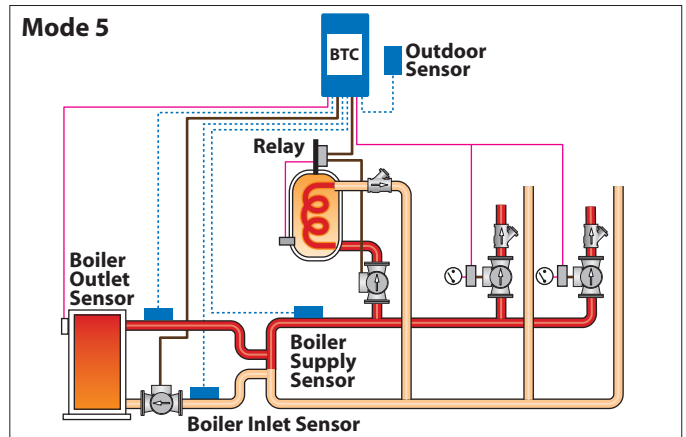 Mode 5
BTC
Outdoor
Sensor
Relay
Boiler
Outlet
Sensor
Boiler
Supply
Sensor
Boiler Inlet Sensor